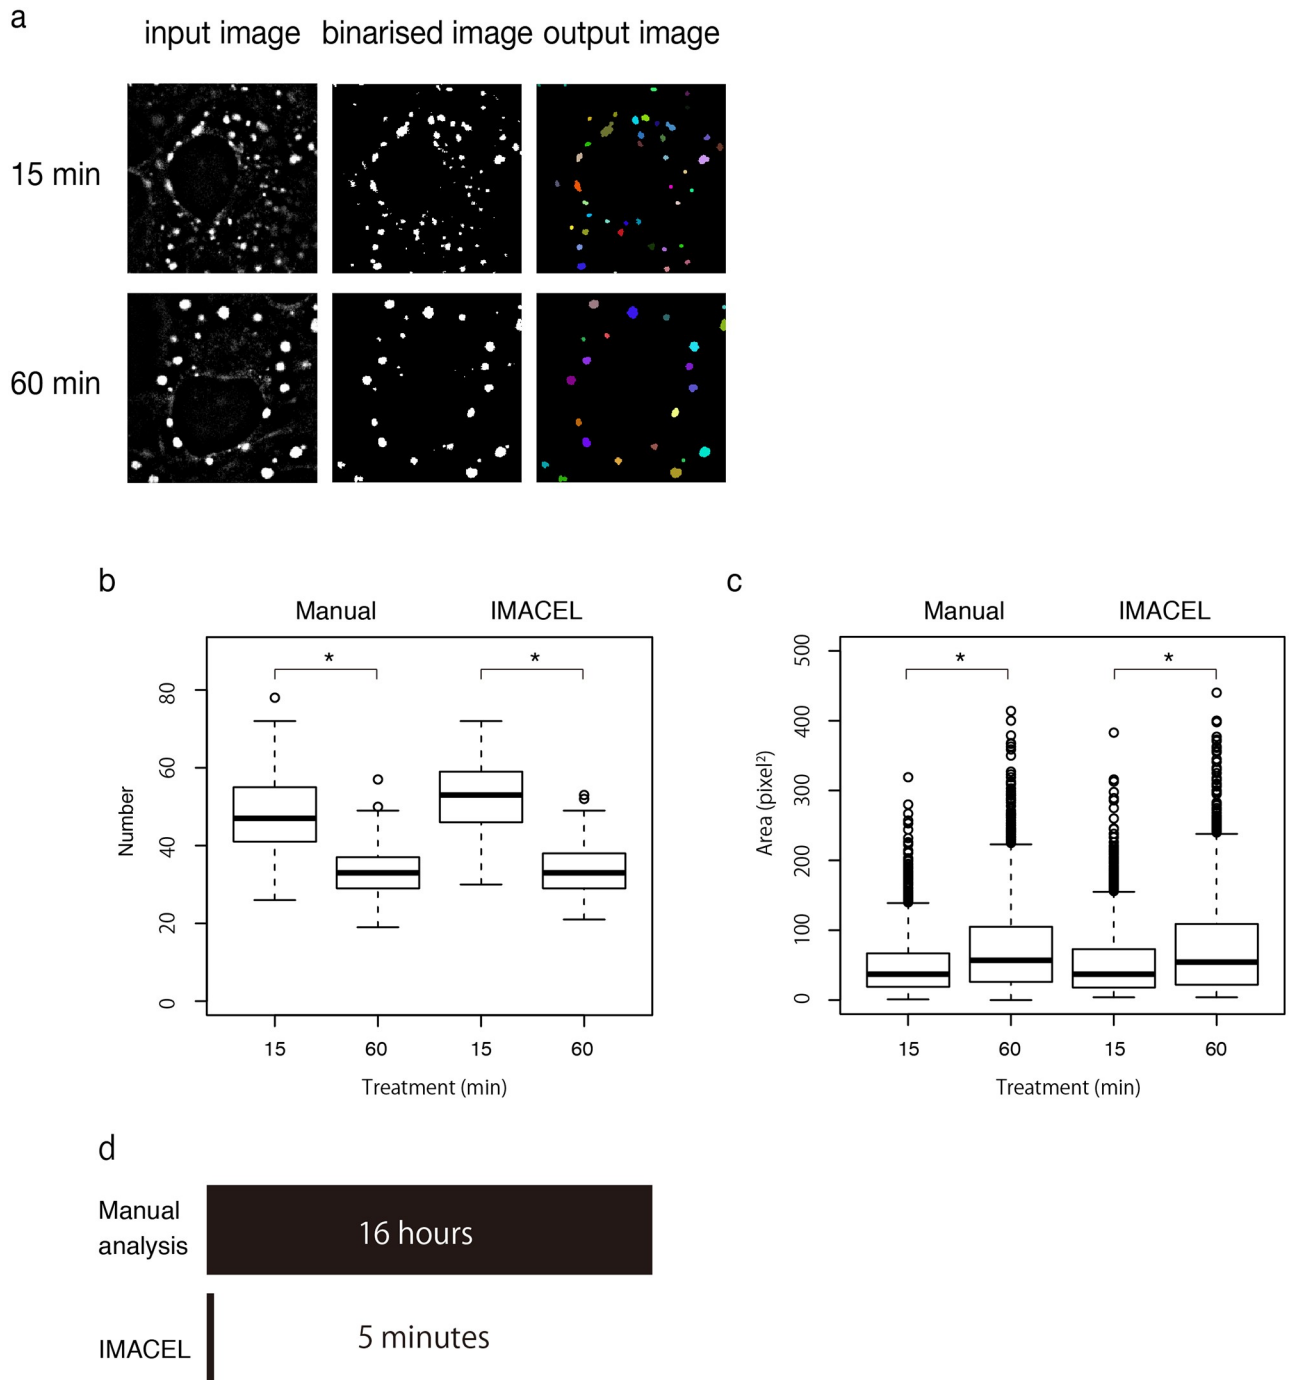 a
input image binarised image output image
15 min
60 min
b
Manual IMACEL
* *
Number
80
60
40
20
0
15 60 15 60
Treatment (min)
c
Manual IMACEL
* *
Area (pixel²)
500
400
300
200
100
0
15 60 15 60
Treatment (min)
d
Manual
analysis
16 hours
IMACEL
5 minutes